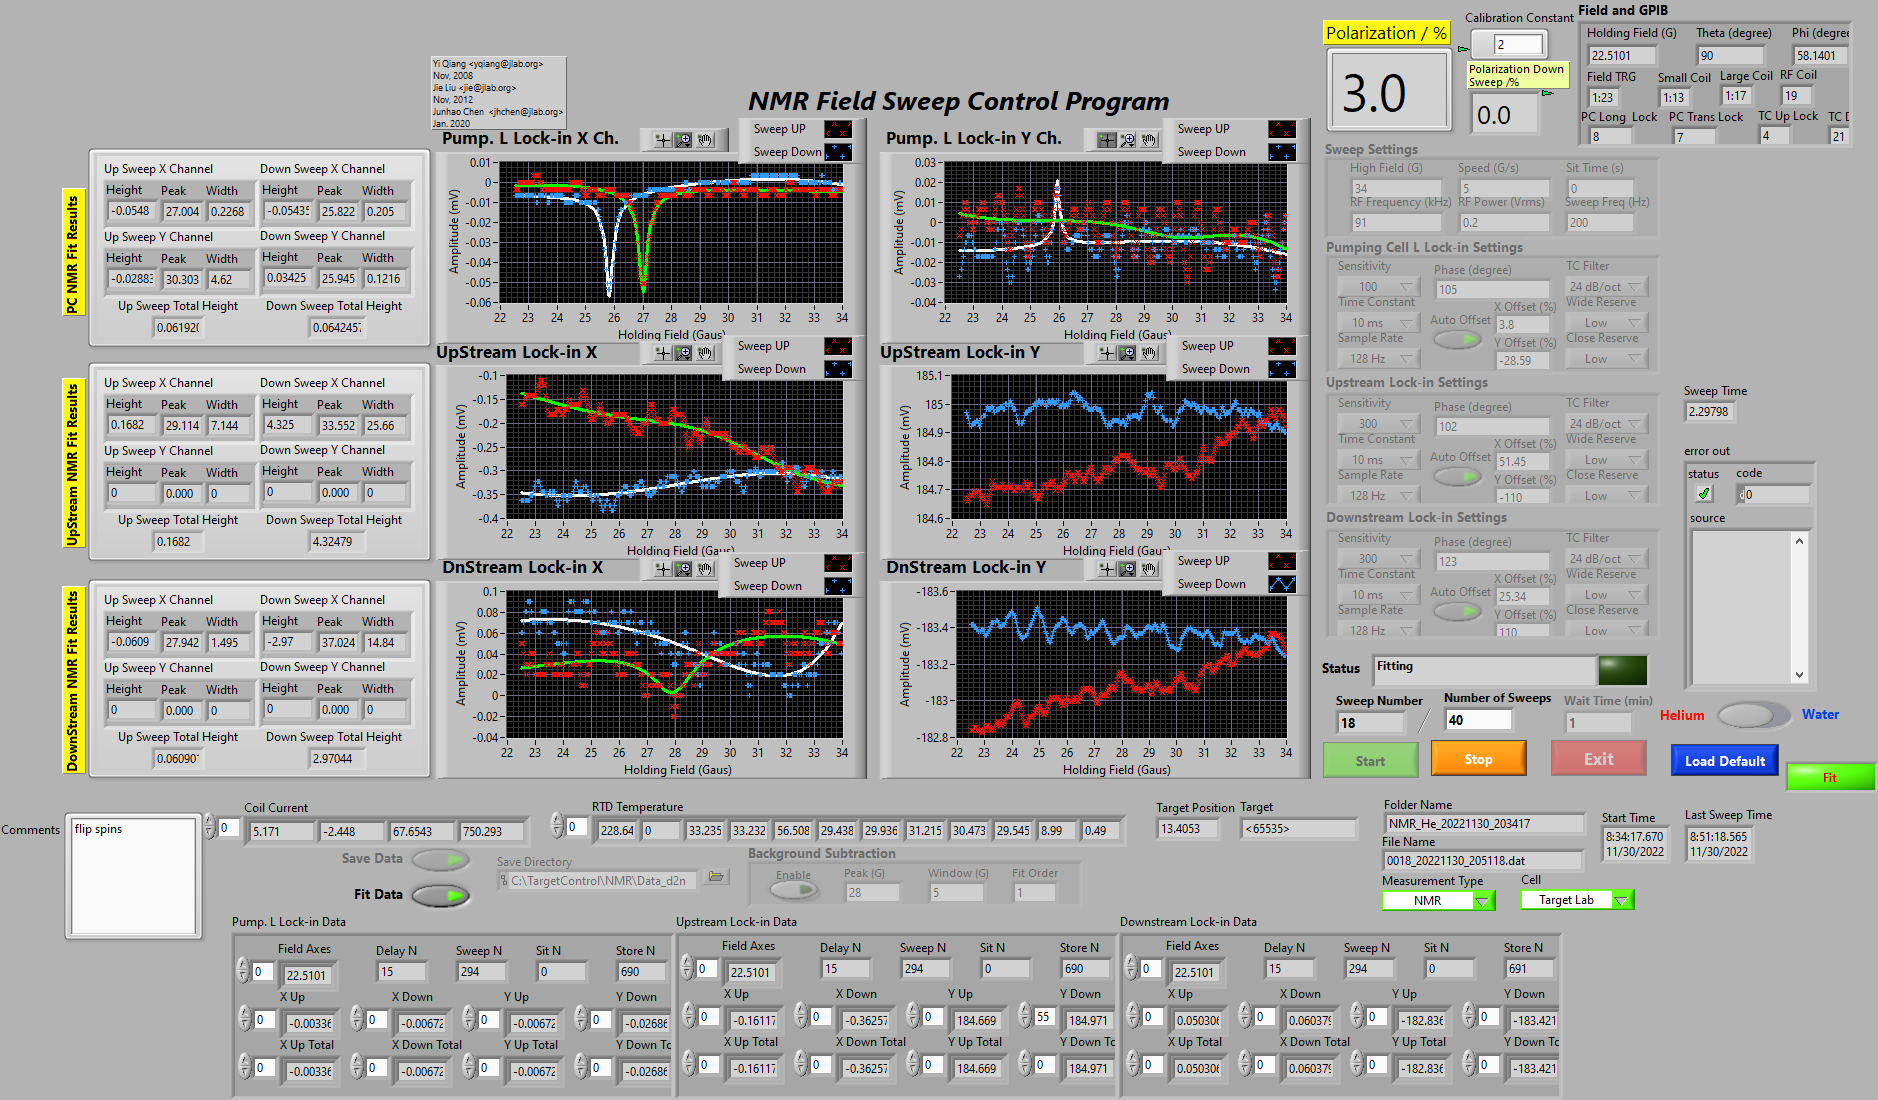 Yi Qiang <yqiang@jlab.org>
Nov, 2008
Jie Liu <jie@jlab.org>
Nov, 2012
Junhao Chen <jhchen@jlab.org>
Jan. 2020
NMR Field Sweep Control Program
Polarization / %
3.0
Calibration Constant
2
Polarization Down
Sweep /%
0.0
Field and GPIB
Holding Field (G) Theta (degree) Phi (degree
22.5101 90 58.1401
Field TRG Small Coil Large Coil RF Coil
1:23 1:13 1:17 19
PC Long Lock PC Trans Lock TC Up Lock TC D
8 7 4 21
PC NMR Fit Results
Up Sweep X Channel Down Sweep X Channel
Height Peak Width Height Peak Width
-0.0548 27.004 0.2268 -0.05435 25.822 0.205
Up Sweep Y Channel Down Sweep Y Channel
Height Peak Width Height Peak Width
-0.02883 30.303 4.62 0.03425 25.945 0.1216
Up Sweep Total Height Down Sweep Total Height
0.06192( 0.064245
UpStream NMR Fit Results
Up Sweep X Channel Down Sweep X Channel
Height Peak Width Height Peak Width
0.1682 29.114 7.144 4.325 33.552 25.66
Up Sweep Y Channel Down Sweep Y Channel
Height Peak Width Height Peak Width
0 0.000 0 0 0.000 0
Up Sweep Total Height Down Sweep Total Height
0.1682 4.32479
DownStream NMR Fit Results
Up Sweep X Channel Down Sweep X Channel
Height Peak Width Height Peak Width
-0.0609 27.942 1.495 -2.97 37.024 14.84
Up Sweep Y Channel Down Sweep Y Channel
Height Peak Width Height Peak Width
0 0.000 0 0 0.000 0
Up Sweep Total Height Down Sweep Total Height
0.06090 2.97044
Pump. L Lock-in X Ch.
Sweep UP
Sweep Down
Amplitude (mV)
0.01
0
-0.01
-0.02
-0.03
-0.04
-0.05
-0.06
22 23 24 25 26 27 28 29 30 31 32 33 34
Holding Field (Gaus)
Pump. L Lock-in Y Ch.
Sweep UP
Sweep Down
Amplitude (mV)
0.03
0.02
0.01
0
-0.01
-0.02
-0.03
-0.04
22 23 24 25 26 27 28 29 30 31 32 33 34
Holding Field (Gaus)
UpStream Lock-in X
Sweep UP
Sweep Down
Amplitude (mV)
-0.1
-0.15
-0.2
-0.25
-0.3
-0.35
-0.4
22 23 24 25 26 27 28 29 30 31 32 33 34
Holding Field (Gaus)
UpStream Lock-in Y
Sweep UP
Sweep Down
Amplitude (mV)
185.1
185
184.9
184.8
184.7
184.6
22 23 24 25 26 27 28 29 30 31 32 33 34
Holding Field (Gaus)
DnStream Lock-in X
Sweep UP
Sweep Down
Amplitude (mV)
0.1
0.08
0.06
0.04
0.02
0
-0.02
-0.04
22 23 24 25 26 27 28 29 30 31 32 33 34
Holding Field (Gaus)
DnStream Lock-in Y
Sweep UP
Sweep Down
Amplitude (mV)
-183.6
-183.4
-183.2
-183
-182.8
22 23 24 25 26 27 28 29 30 31 32 33 34
Holding Field (Gaus)
Sweep Settings
High Field (G) Speed (G/s) Sit Time (s)
34 5 0
RF Frequency (kHz) RF Power (Vrms) Sweep Freq (Hz)
91 0.2 200
Pumping Cell L Lock-in Settings
Sensitivity Phase (degree) TC Filter
100 105 24 dB/oct
Time Constant X Offset (%) Wide Reserve
10 ms Auto Offset 3.8 Low
Sample Rate Y Offset (%) Close Reserve
128 Hz -28.59 Low
Upstream Lock-in Settings
Sensitivity Phase (degree) TC Filter
300 102 24 dB/oct
Time Constant X Offset (%) Wide Reserve
10 ms Auto Offset 51.45 Low
Sample Rate Y Offset (%) Close Reserve
128 Hz -110 Low
Downstream Lock-in Settings
Sensitivity Phase (degree) TC Filter
300 123 24 dB/oct
Time Constant X Offset (%) Wide Reserve
10 ms Auto Offset 25.34 Low
Sample Rate Y Offset (%) Close Reserve
128 Hz 110 Low
Sweep Time
2.29798
error out
status code
0
source
Status Fitting
Sweep Number Number of Sweeps Wait Time (min)
18 / 40 1
Helium Water
Start Stop Exit Load Default Fit
Comments
flip spins
Coil Current
0 5.171 -2.448 67.6543 750.293
RTD Temperature
0 228.64 0 33.235 33.232 56.508 29.438 29.936 31.215 30.473 29.545 8.99 0.49
Target Position Target
13.4053 <65535>
Folder Name
NMR_He_20221130_203417
File Name
0018_20221130_205118.dat
Start Time
8:34:17.670
11/30/2022
Last Sweep Time
8:51:18.565
11/30/2022
Measurement Type Cell
NMR Target Lab
Save Data
Fit Data
Save Directory
C:\TargetControl\NMR\Data_d2n
Background Subtraction
Enable Peak (G) Window (G) Fit Order
28 5 1
Pump. L Lock-in Data
Field Axes Delay N Sweep N Sit N Store N
0 22.5101 15 294 0 690
X Up X Down Y Up Y Down
0 -0.00336 0 -0.00672 0 -0.00672 0 -0.02686
X Up Total X Down Total Y Up Total Y Down To
0 -0.00336 0 -0.00672 0 -0.00672 0 -0.02686
Upstream Lock-in Data
Field Axes Delay N Sweep N Sit N Store N
0 22.5101 15 294 0 690
X Up X Down Y Up Y Down
0 -0.16117 0 -0.36257 0 184.669 55 184.971
X Up Total X Down Total Y Up Total Y Down Tc
0 -0.16117 0 -0.36257 0 184.669 0 184.971
Downstream Lock-in Data
Field Axes Delay N Sweep N Sit N Store N
0 22.5101 15 294 0 691
X Up X Down Y Up Y Down
0 0.050306 0 0.060379 0 -182.836 0 -183.421
X Up Total X Down Total Y Up Total Y Down Tc
0 0.050306 0 0.060379 0 -182.836 0 -183.421